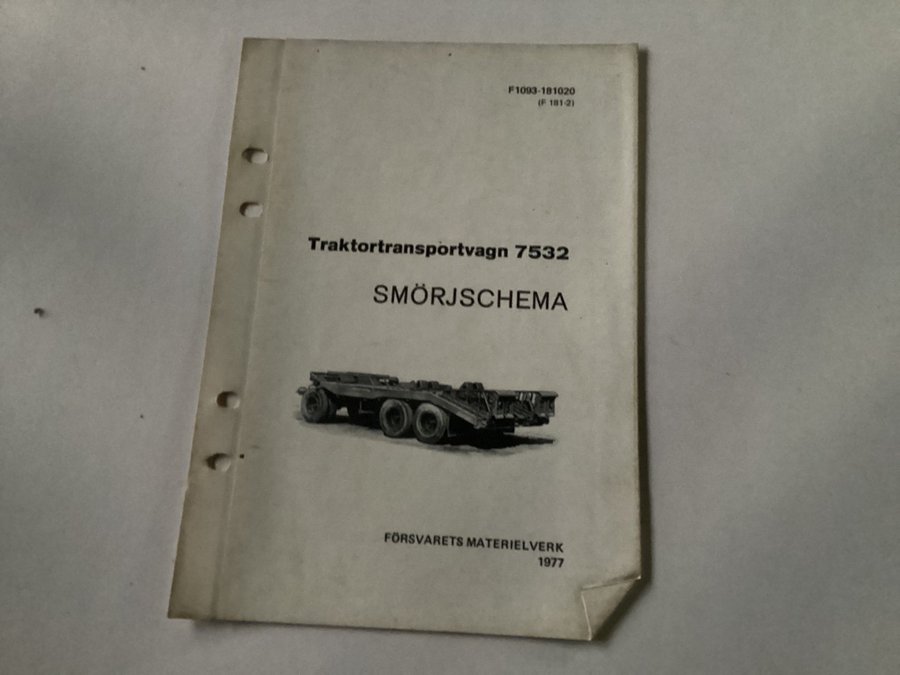 F1093-181020
(F 181-2)
Traktortransportvagn 7532
SMÖRJSCHEMA
FÖRSVARETS MATERIELVERK
1977